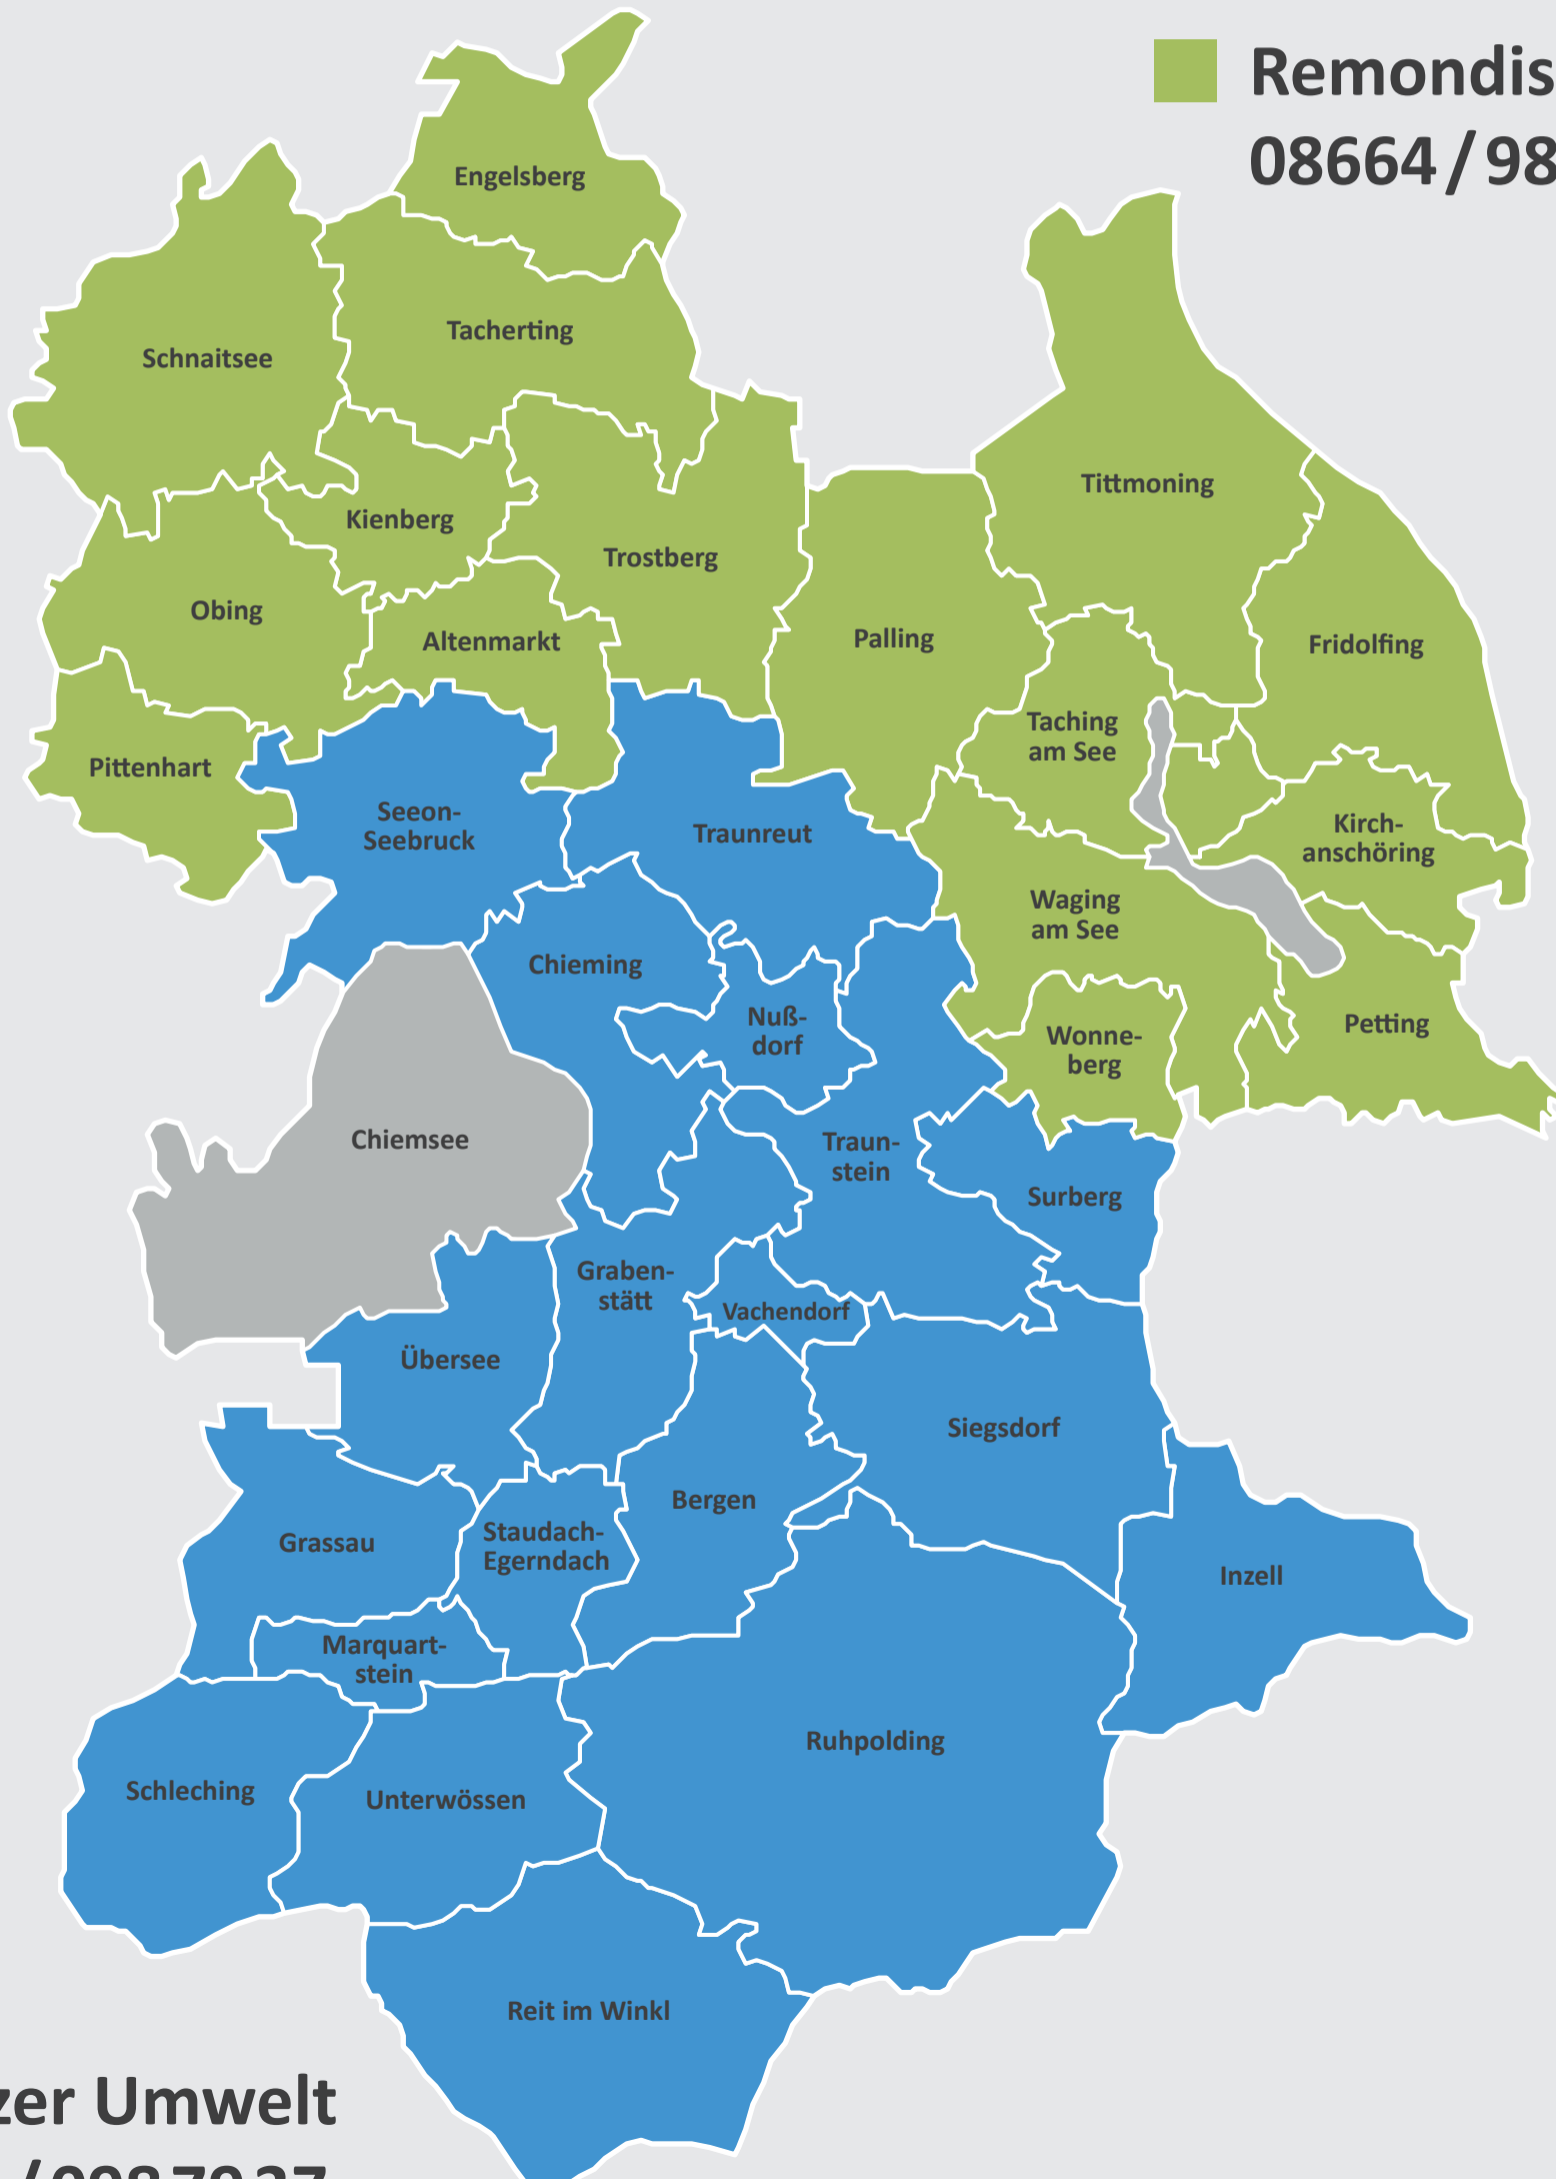 Remondis
08664/98
Engelsberg
Tacherting
Schnaitsee
Tittmoning
Kienberg
Trostberg
Obing
Altenmarkt
Palling
Fridolfing
Taching
am See
Pittenhart
Seeon-
Seebruck
Traunreut
Kirch-
anschöring
Waging
am See
Chieming
Nuß-
dorf
Petting
Wonne-
berg
Chiemsee
Traun-
stein
Surberg
Graben-
stätt
Vachendorf
Übersee
Siegsdorf
Bergen
Staudach-
Egerndach
Grassau
Inzell
Marquart-
stein
Ruhpolding
Schleching
Unterwössen
Reit im Winkl
zer Umwelt